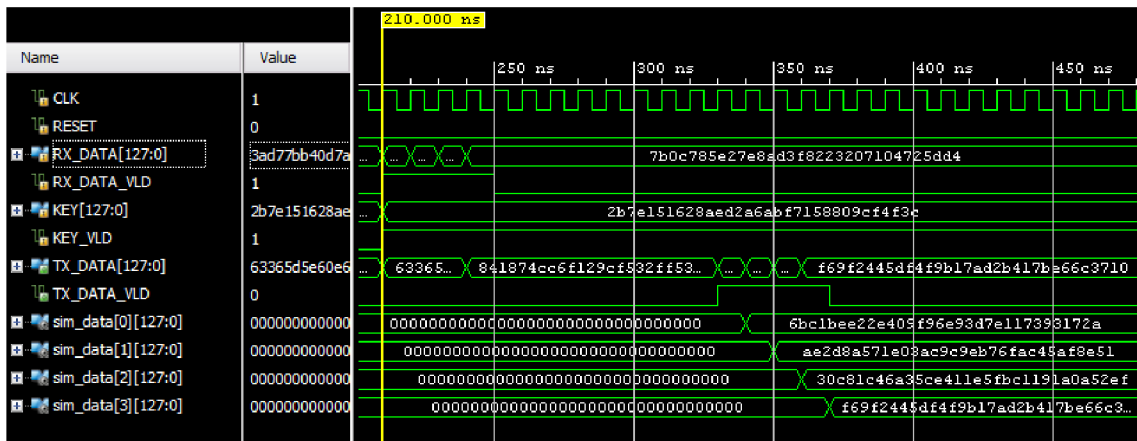 210.000 ns
Name Value
250 ns 300 ns 350 ns 400 ns 450 ns
CLK 1
RESET 0
RX_DATA[127:0] 3ad77bb40d7a ... ... ... ... 7b0c785e27e8ad3f8223207104725dd4
RX_DATA_VLD 1
KEY[127:0] 2b7e151628ae ... 2b7e151628aed2a6abf7158809cf4f3c
KEY_VLD 1
TX_DATA[127:0] 63365d5e60e6 ... 63365... 841874cc6f129cf532ff53... ... ... ... f69f2445df4f9b17ad2b417be66c3710
TX_DATA_VLD 0
sim_data[0][127:0] 000000000000 00000000000000000000000000000000 6bc1bee22e409f96e93d7e117393172a
sim_data[1][127:0] 000000000000 00000000000000000000000000000000 ae2d8a571e03ac9c9eb76fac45af8e51
sim_data[2][127:0] 000000000000 00000000000000000000000000000000 30c81c46a35ce411e5fbc1191a0a52ef
sim_data[3][127:0] 000000000000 00000000000000000000000000000000 f69f2445df4f9b17ad2b417be66c3...